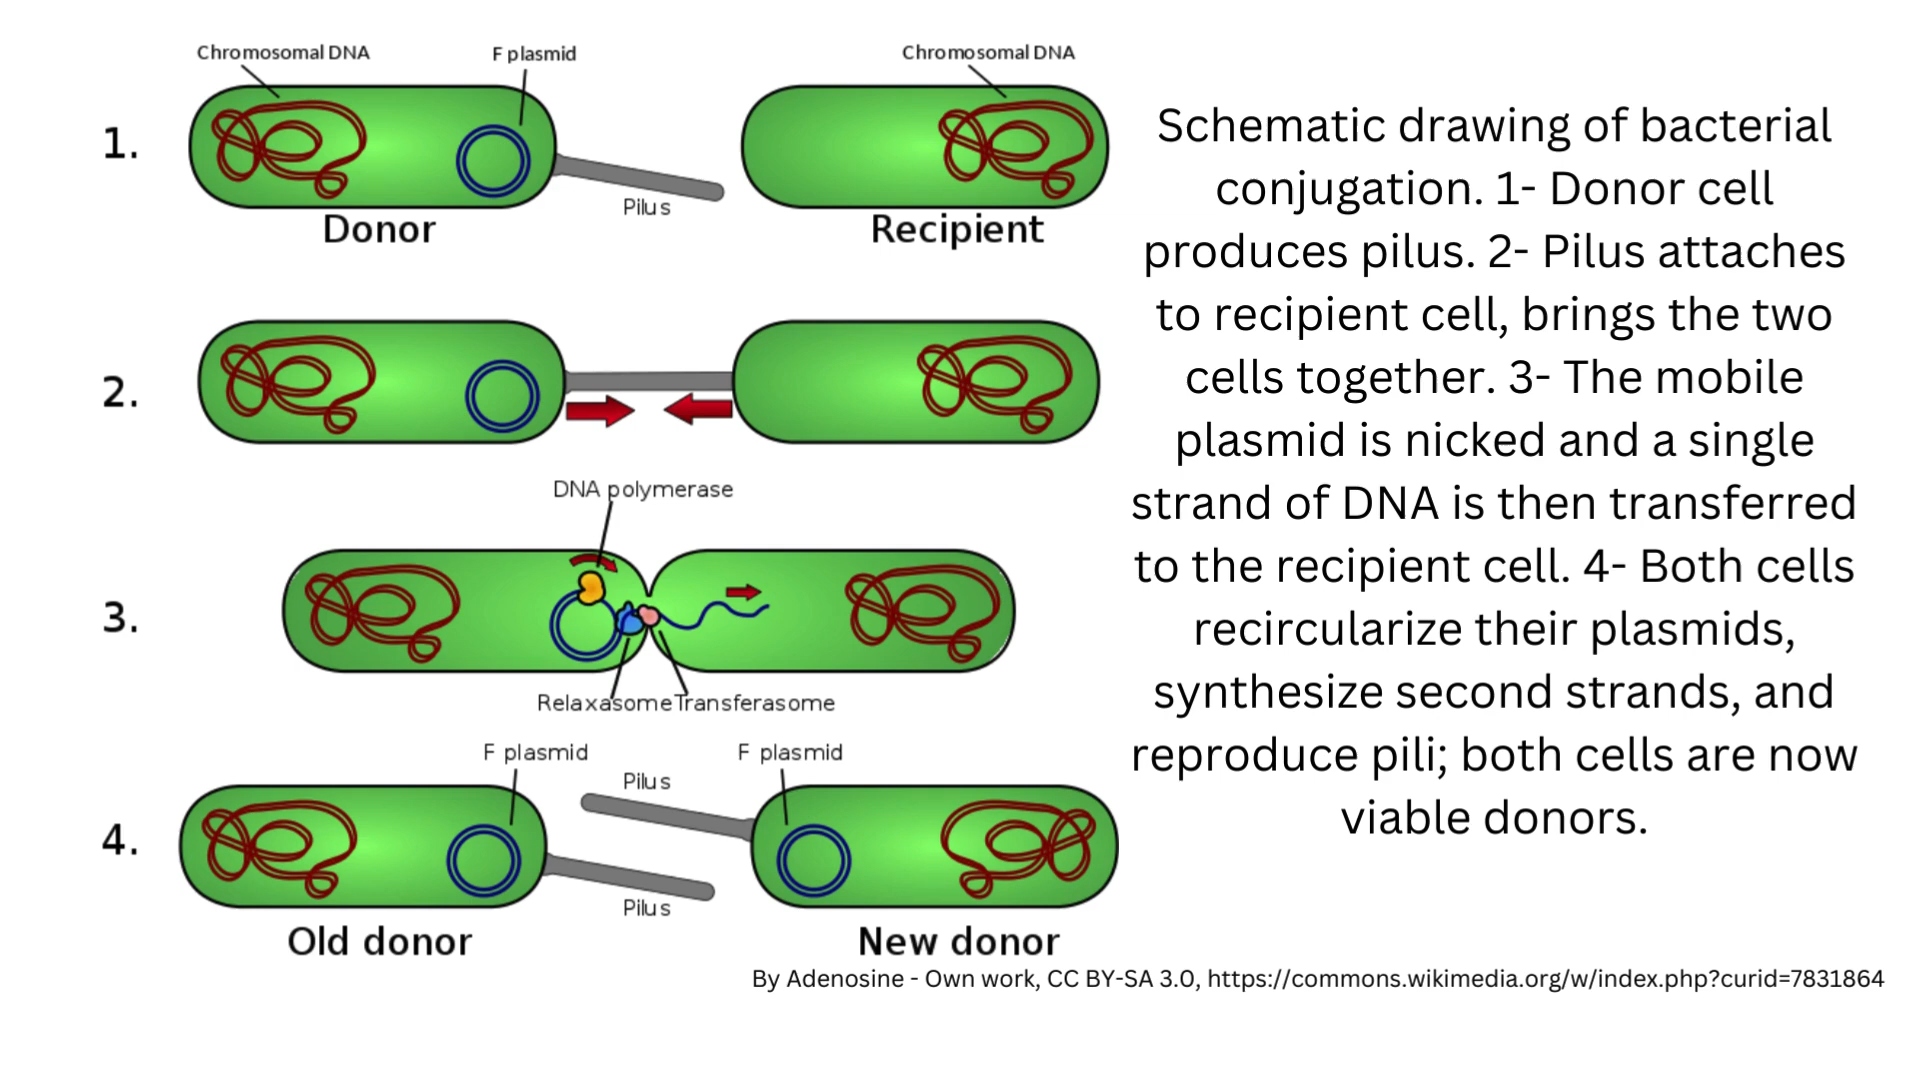 Chromosomal DNA
F plasmid
Chromosomal DNA
1.
Pilus
Donor
Recipient
2.
DNA polymerase
3.
Relaxasome
Transferasome
F plasmid
F plasmid
Pilus
4.
Pilus
Old donor
New donor
Schematic drawing of bacterial
conjugation. 1- Donor cell
produces pilus. 2- Pilus attaches
to recipient cell, brings the two
cells together. 3- The mobile
plasmid is nicked and a single
strand of DNA is then transferred
to the recipient cell. 4- Both cells
recircularize their plasmids,
synthesize second strands, and
reproduce pili; both cells are now
viable donors.
By Adenosine - Own work, CC BY-SA 3.0, https://commons.wikimedia.org/w/index.php?curid=7831864